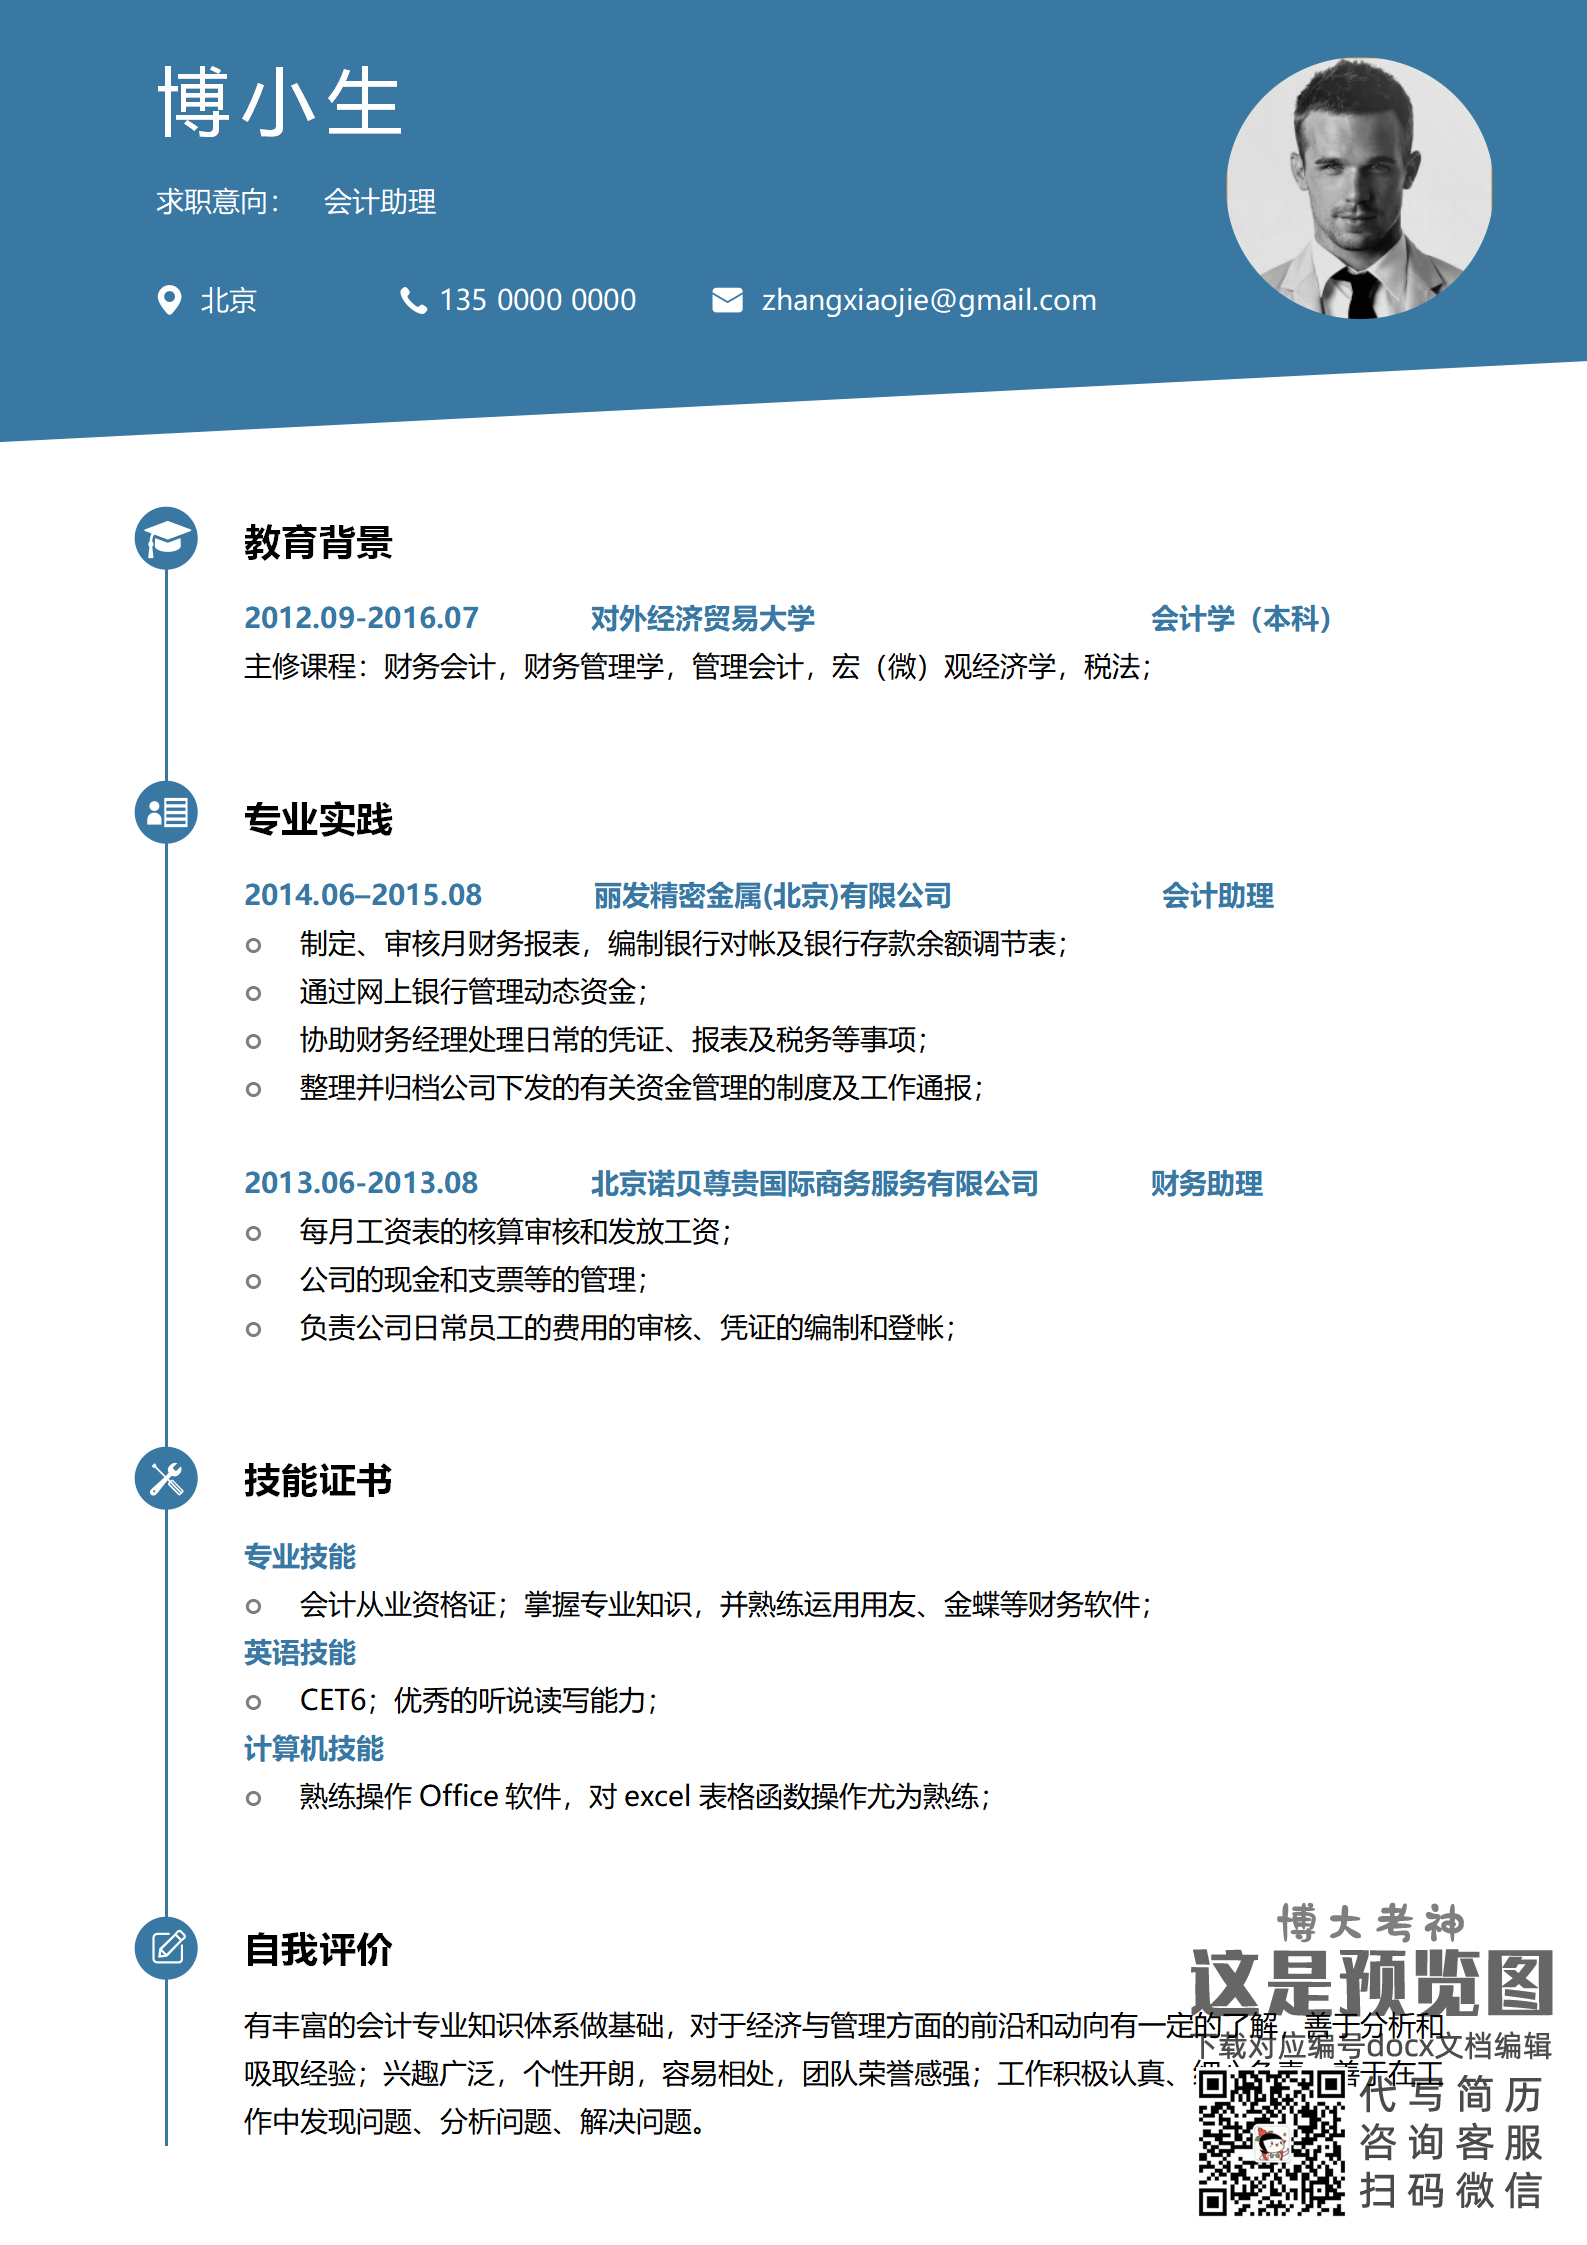 博小生
求职意向： 会计助理
北京 135 0000 0000 zhangxiaojie@gmail.com
教育背景
2012.09-2016.07 对外经济贸易大学 会计学（本科）
主修课程：财务会计，财务管理学，管理会计，宏（微）观经济学，税法；
专业实践
2014.06–2015.08 丽发精密金属(北京)有限公司 会计助理
制定、审核月财务报表，编制银行对帐及银行存款余额调节表；
通过网上银行管理动态资金；
协助财务经理处理日常的凭证、报表及税务等事项；
整理并归档公司下发的有关资金管理的制度及工作通报；
2013.06-2013.08 北京诺贝尊贵国际商务服务有限公司 财务助理
每月工资表的核算审核和发放工资；
公司的现金和支票等的管理；
负责公司日常员工的费用的审核、凭证的编制和登帐；
技能证书
专业技能
会计从业资格证；掌握专业知识，并熟练运用用友、金蝶等财务软件；
英语技能
CET6；优秀的听说读写能力；
计算机技能
熟练操作 Office 软件，对 excel 表格函数操作尤为熟练；
自我评价
有丰富的会计专业知识体系做基础，对于经济与管理方面的前沿和动向有一定的了解，善于分析和
吸取经验；兴趣广泛，个性开朗，容易相处，团队荣誉感强；工作积极认真、细心负责，善于在工
作中发现问题、分析问题、解决问题。
博大考神
这是预览图
下载对应编号docx文档编辑
代写简历
咨询客服
扫码微信